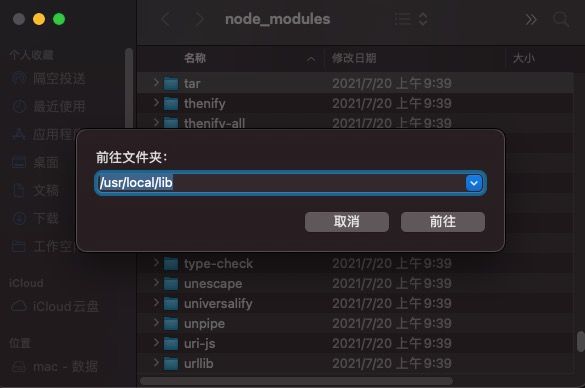 node_modules
个人收藏
名称
修改日期
大小
隔空投送
tar
2021/7/20 上午9:39
最近使用
thenify
2021/7/20 上午9:39
应用程序
thenify-all
2021/7/20 上午9:39
前往文件夹：
桌面
/usr/local/lib
文稿
下载
取消
前往
工作空
type-check
2021/7/20 上午9:39
iCloud
unescape
2021/7/20 上午9:39
iCloud云盘
universalify
2021/7/20 上午9:39
unpipe
2021/7/20 上午9:39
位置
uri-js
2021/7/20 上午9:39
mac - 数据
urllib
2021/7/20 上午9:39